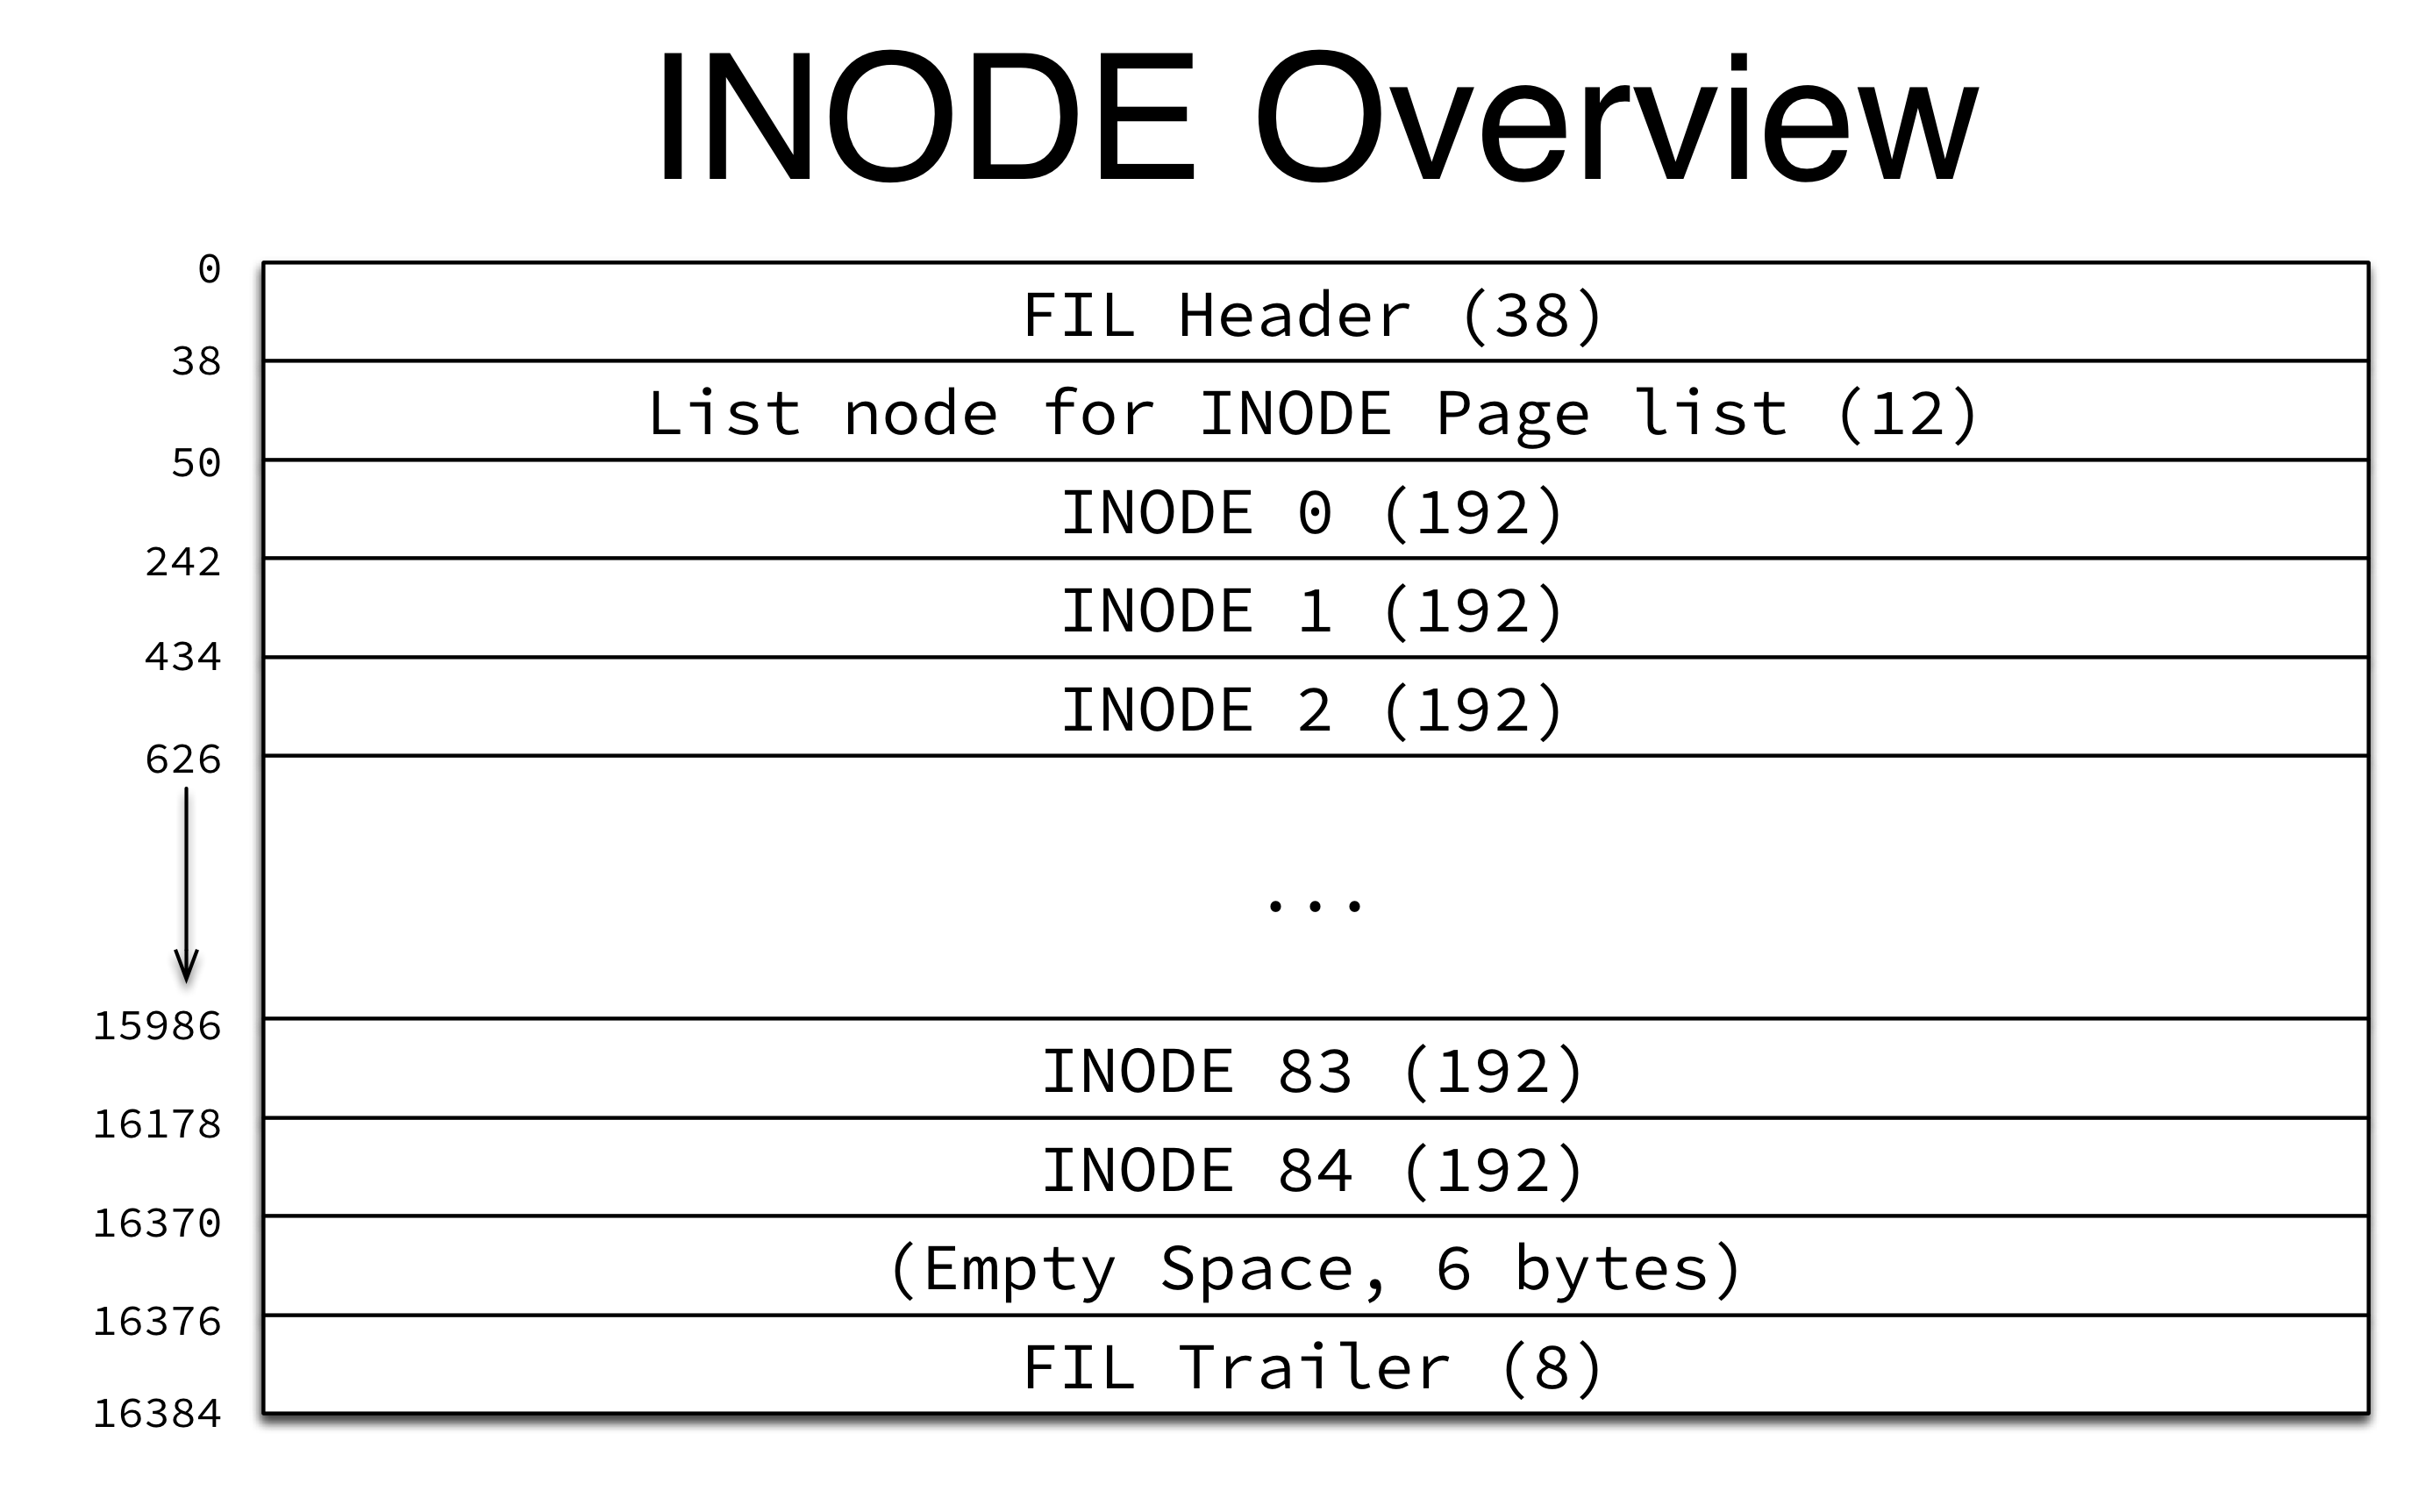 INODE Overview
0
FIL Header (38)
38
List node for INODE Page list (12)
50
INODE 0 (192)
242
INODE 1 (192)
434
INODE 2 (192)
626
...
15986
INODE 83 (192)
16178
INODE 84 (192)
16370
(Empty Space, 6 bytes)
16376
FIL Trailer (8)
16384